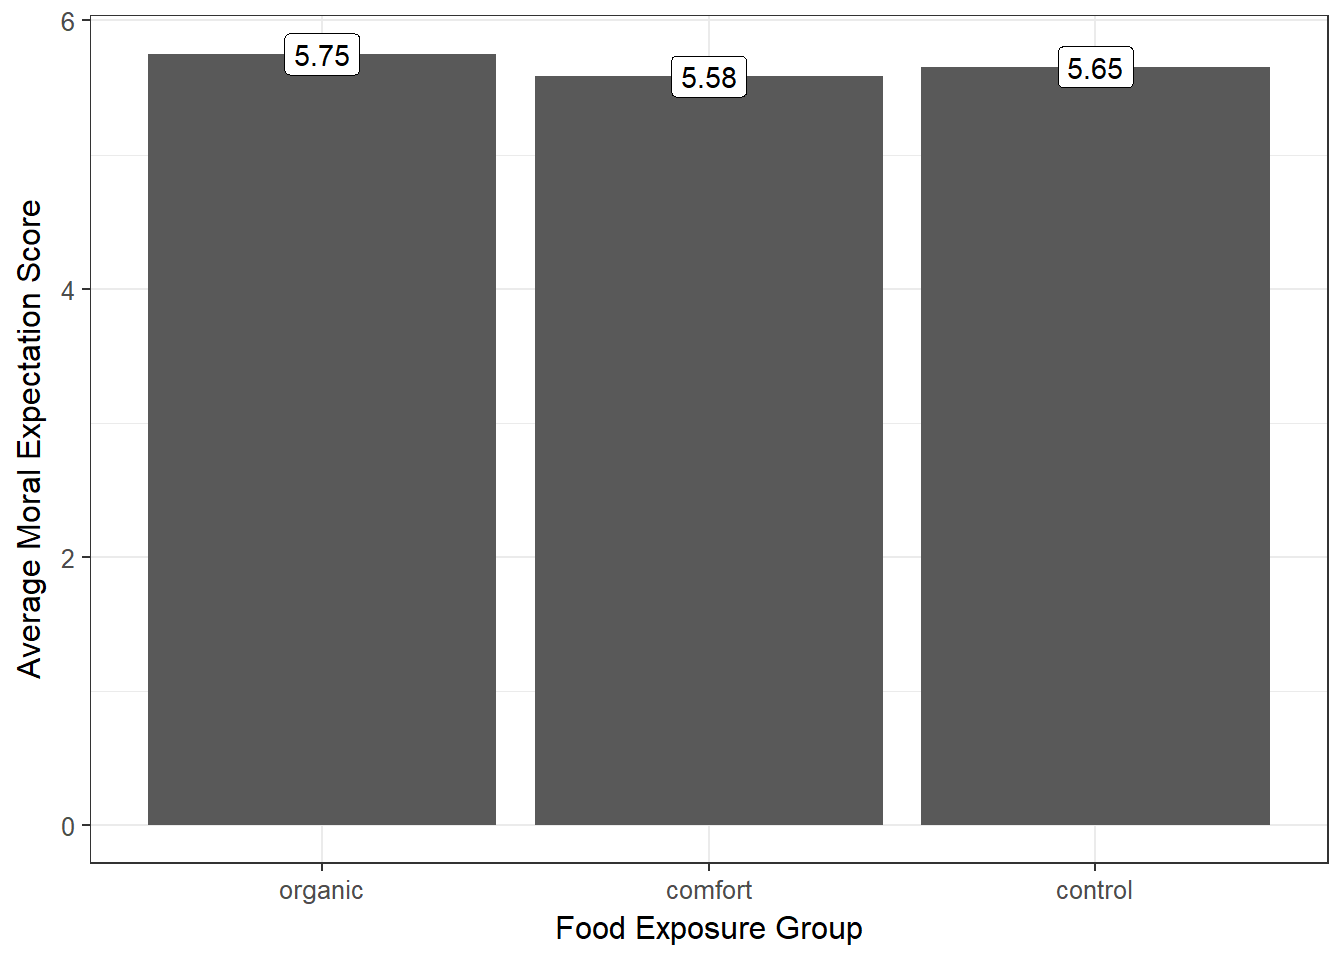 Average Moral Expectation Score
6
4
2
0
5.75
5.58
5.65
organic
comfort
control
Food Exposure Group